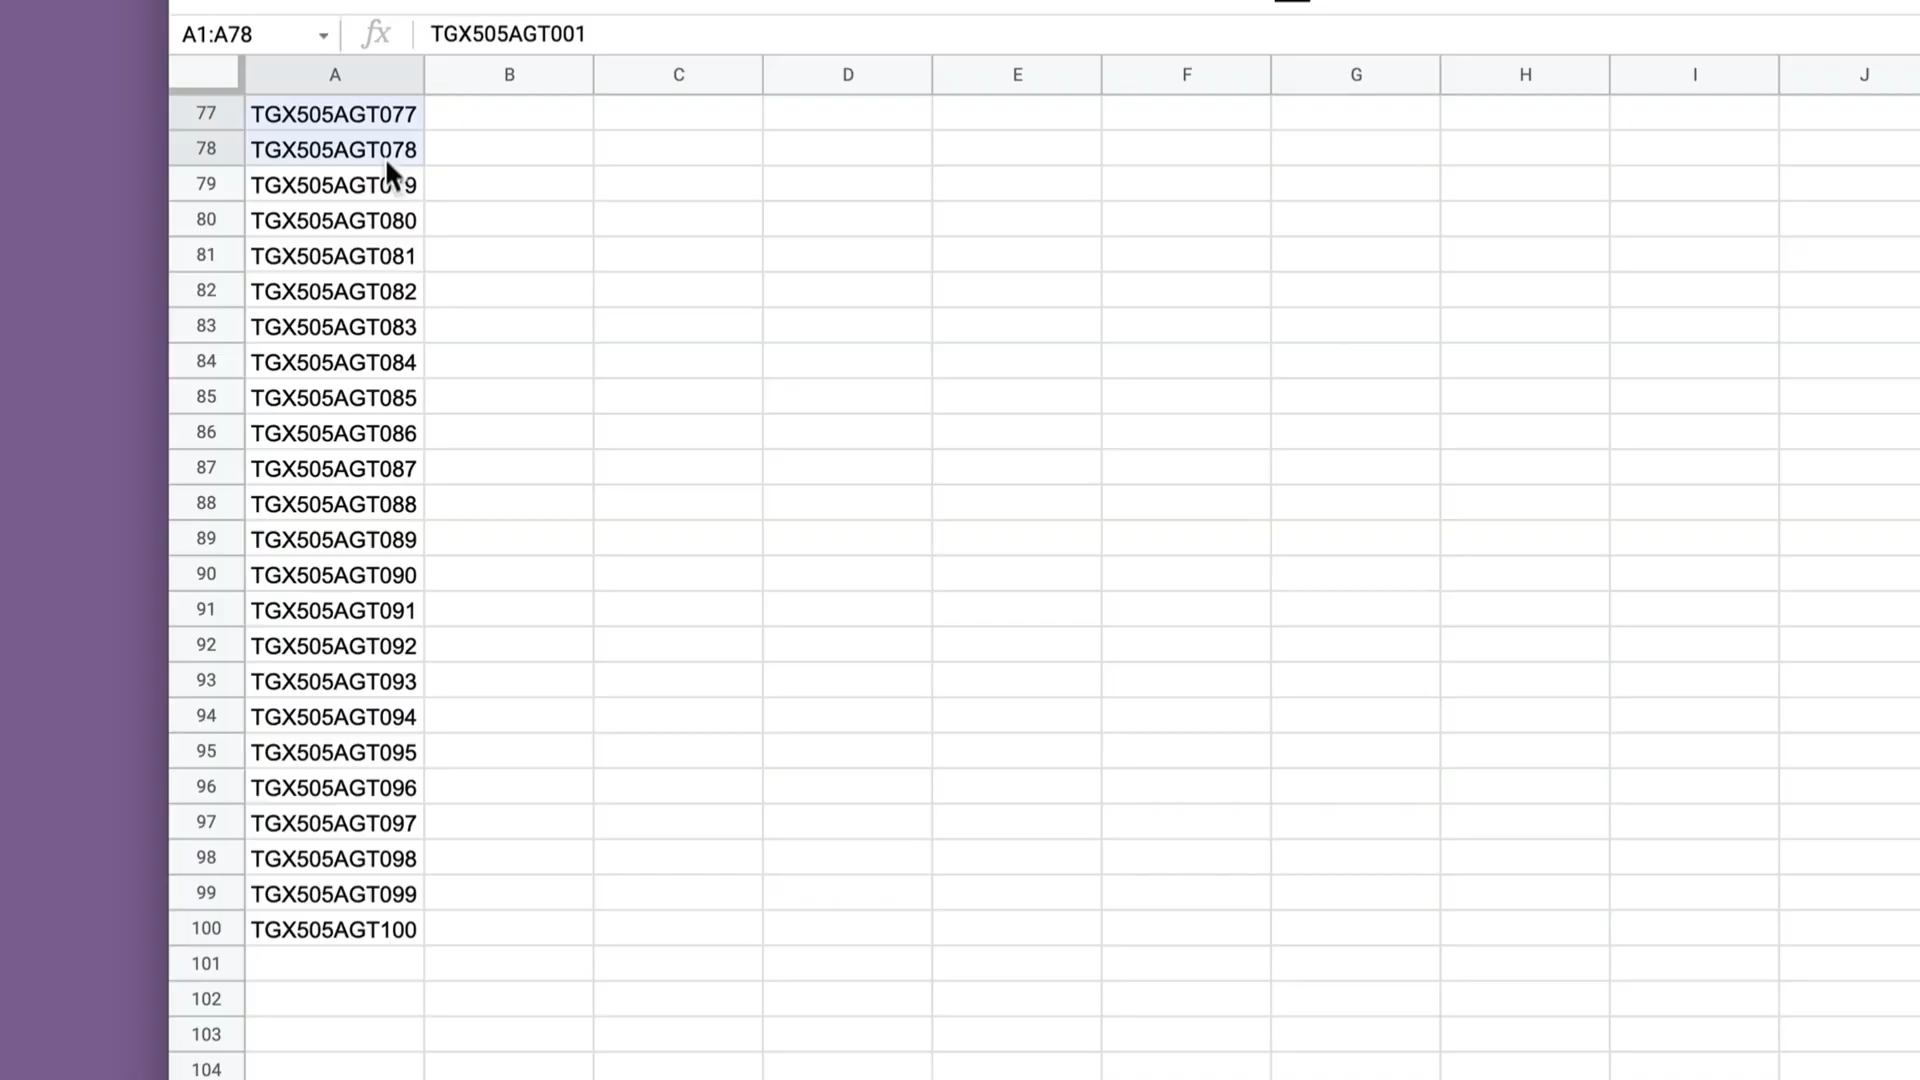 A1:A78 fx TGX505AGT001
A B C D E F G H I J
77 TGX505AGT077
78 TGX505AGT078
79 TGX505AGT079
80 TGX505AGT080
81 TGX505AGT081
82 TGX505AGT082
83 TGX505AGT083
84 TGX505AGT084
85 TGX505AGT085
86 TGX505AGT086
87 TGX505AGT087
88 TGX505AGT088
89 TGX505AGT089
90 TGX505AGT090
91 TGX505AGT091
92 TGX505AGT092
93 TGX505AGT093
94 TGX505AGT094
95 TGX505AGT095
96 TGX505AGT096
97 TGX505AGT097
98 TGX505AGT098
99 TGX505AGT099
100 TGX505AGT100
101
102
103
104